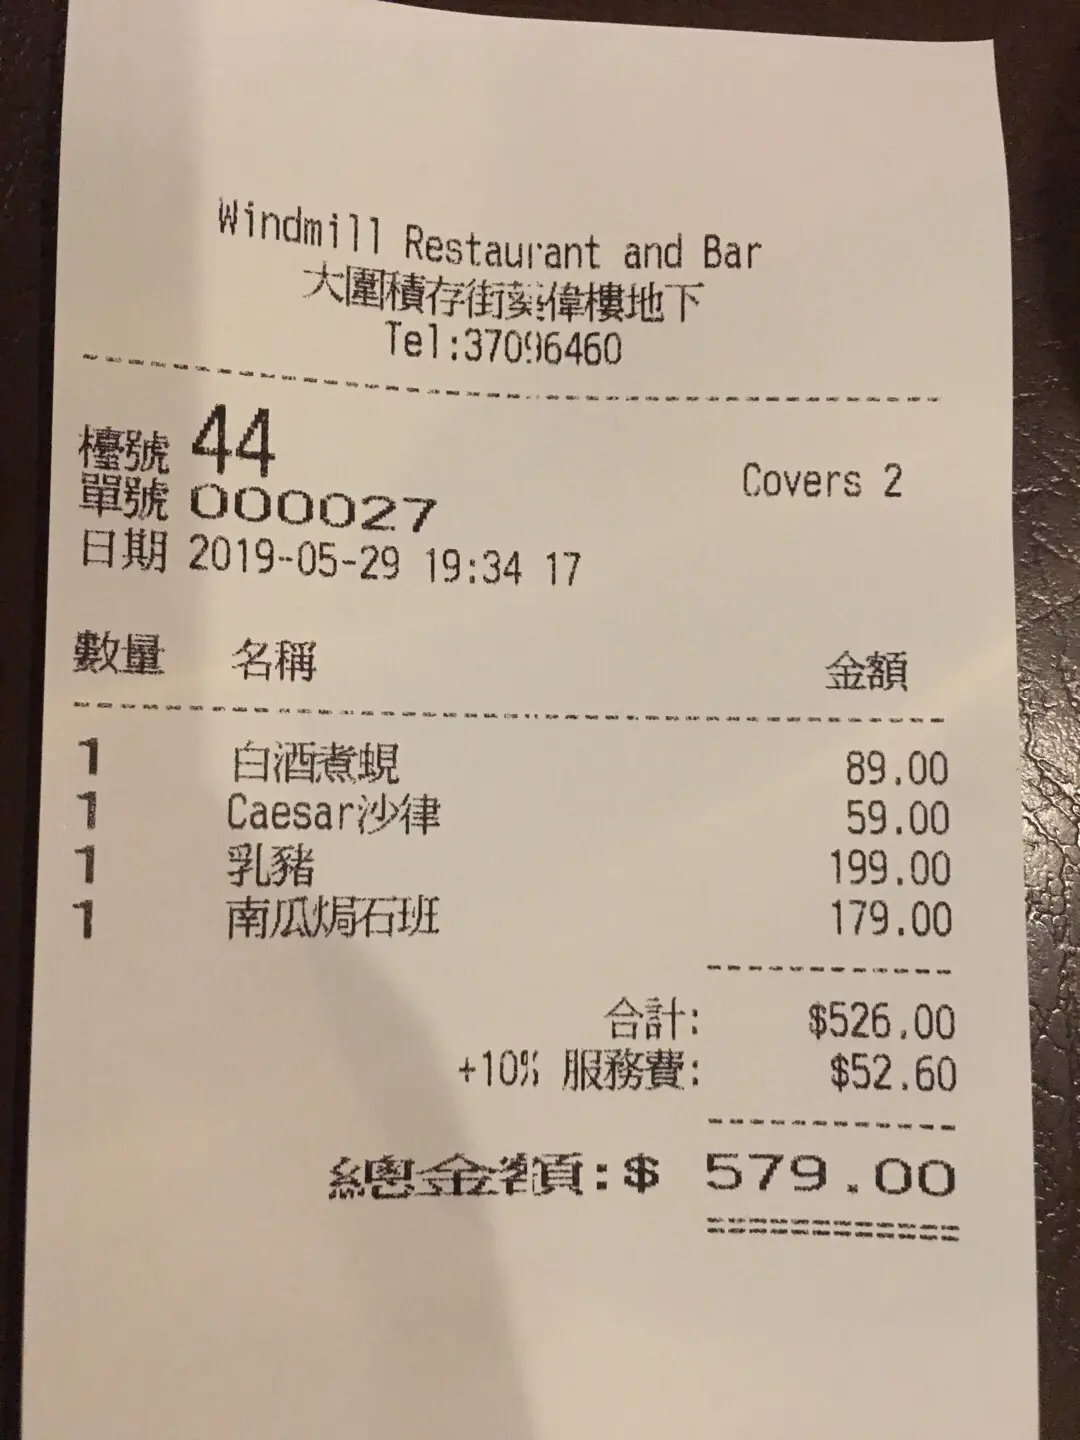 Windmill Restaurant and Bar
大圍積存街葵偉樓地下
Tel:37096460
檯號 44 Covers 2
單號 000027
日期 2019-05-29 19:34 17
數量 名稱 金額
1 白酒煮蜆 89.00
1 Caesar沙律 59.00
1 乳豬 199.00
1 南瓜焗石班 179.00
合計: $526.00
+10% 服務費: $52.60
總金額:$ 579.00